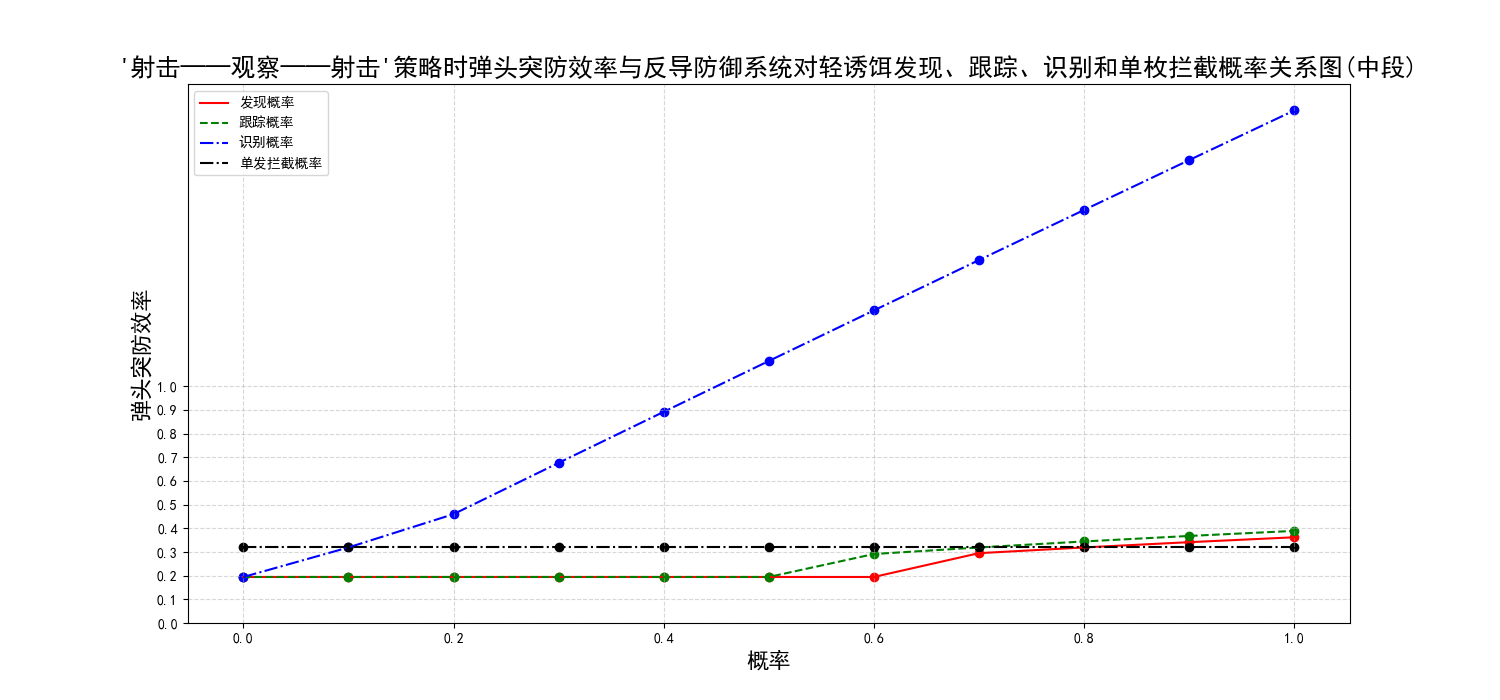 '射击——观察——射击'策略时弹头突防效率与反导防御系统对轻诱饵发现、跟踪、识别和单枚拦截概率关系图(中段)
发现概率
跟踪概率
识别概率
单发拦截概率
弹头突防效率
1.0
0.9
0.8
0.7
0.6
0.5
0.4
0.3
0.2
0.1
0.0
0.0 0.2 0.4 0.6 0.8 1.0
概率